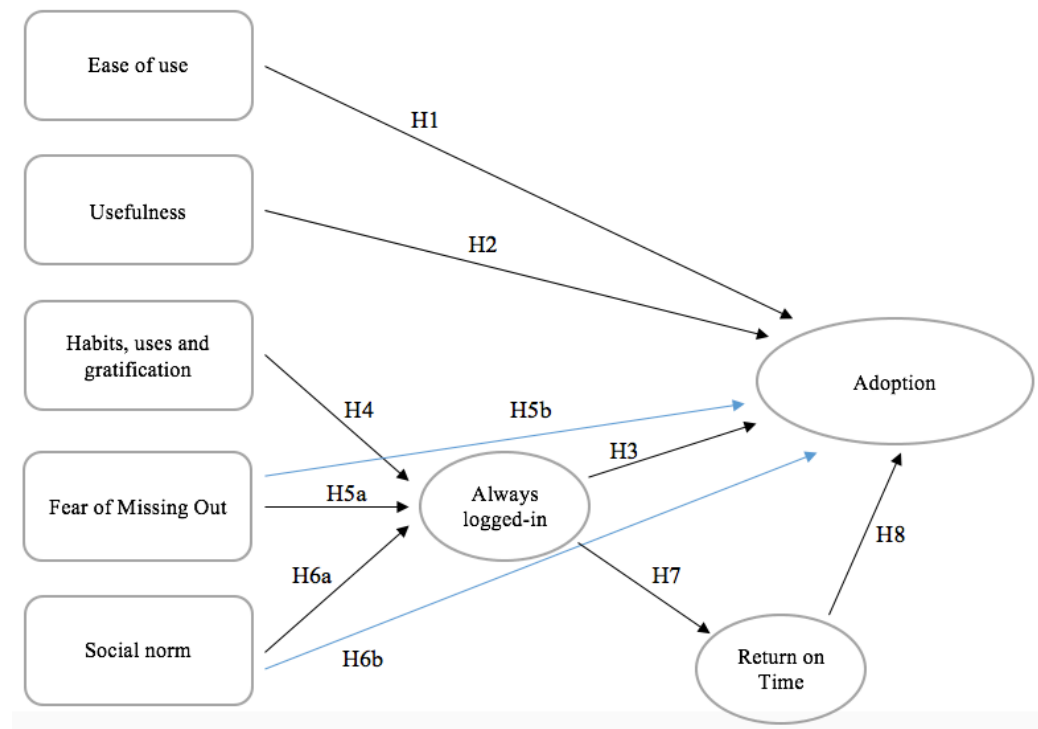 Ease of use
H1
Usefulness
H2
Habits, uses and
gratification
Adoption
H4
H5b
H3
Fear of Missing Out
H5a
Always
logged-in
H8
H6a
H7
Social norm
H6b
Return on
Time